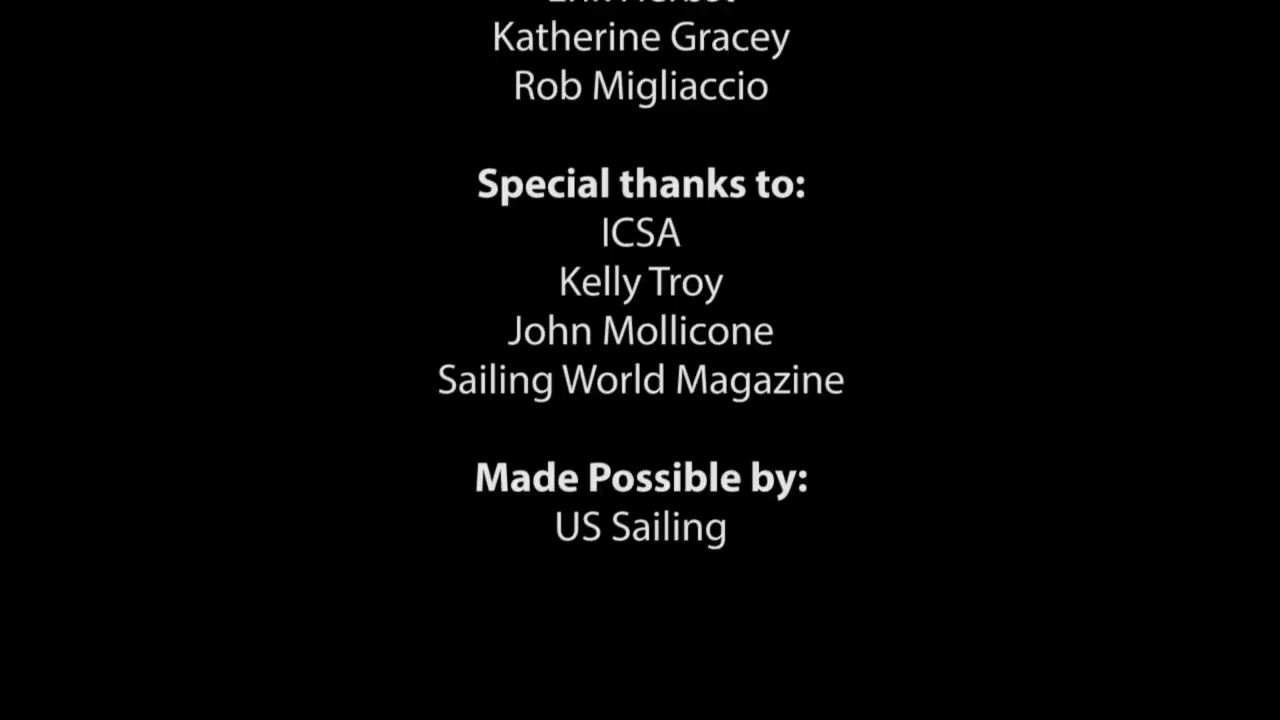 Katherine Gracey
Rob Migliaccio
Special thanks to:
ICSA
Kelly Troy
John Mollicone
Sailing World Magazine
Made Possible by:
US Sailing